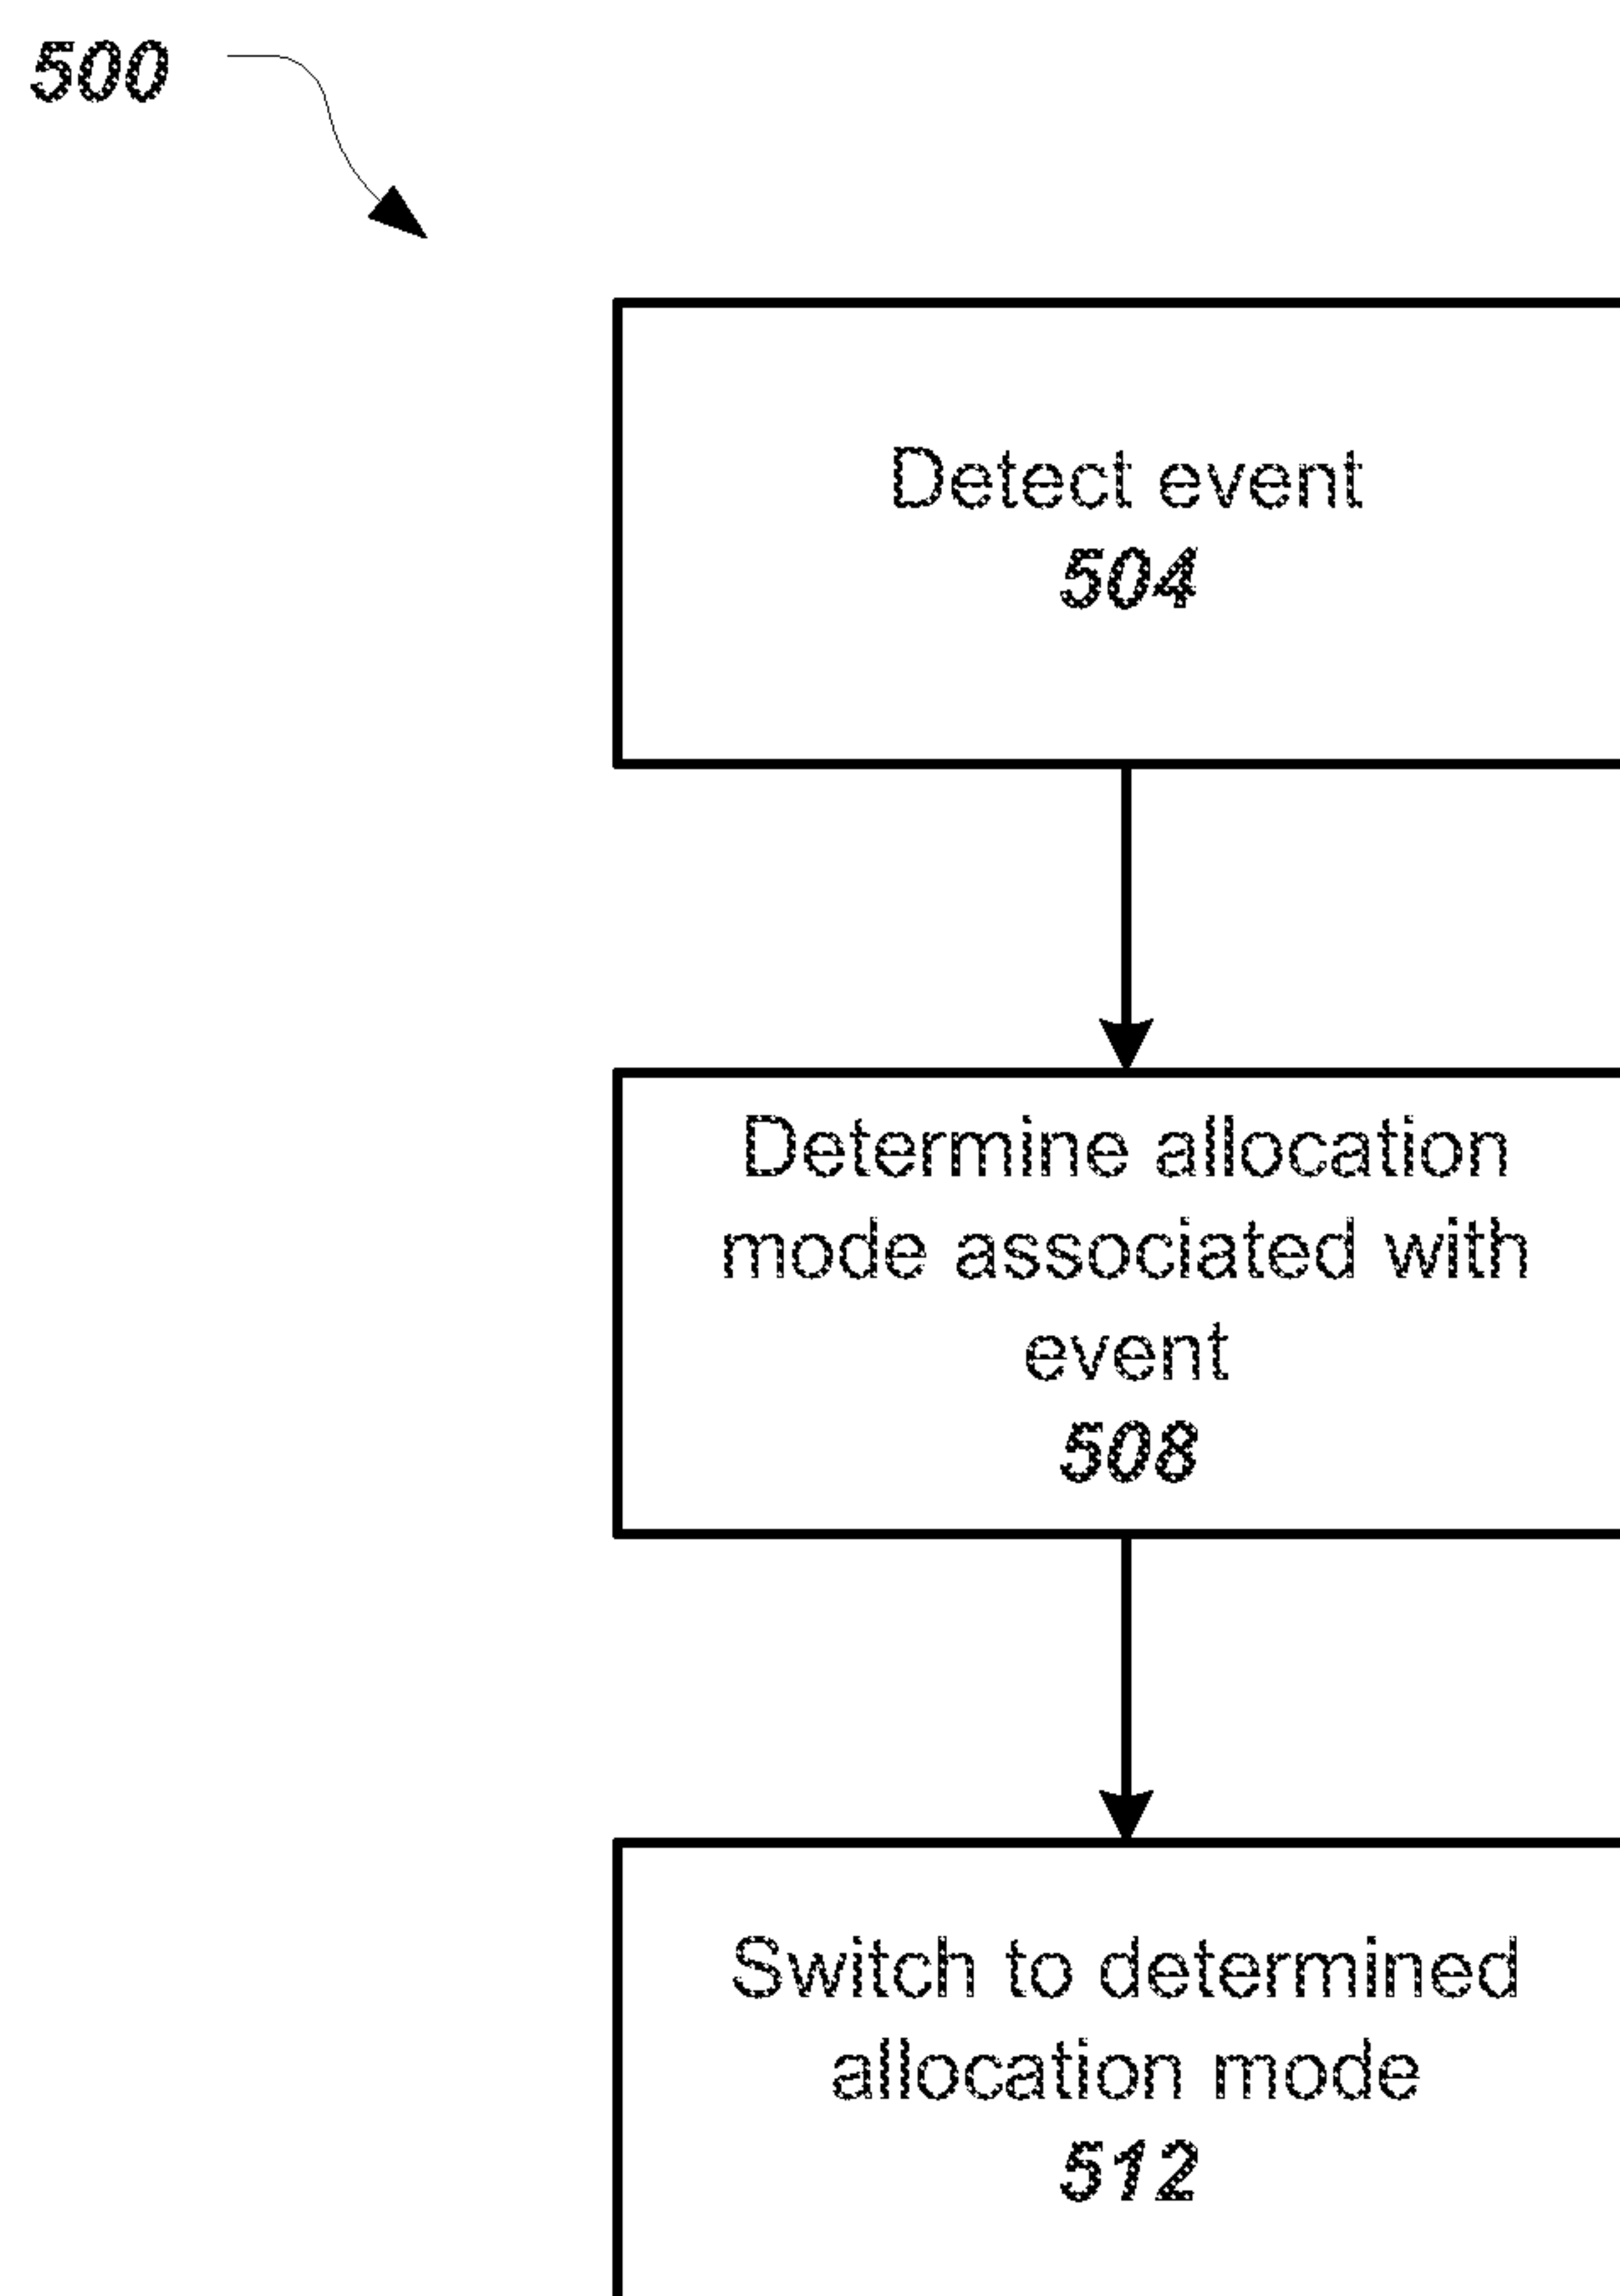 500
Detect event
504
Determine allocation
mode associated with
event
508
Switch to determined
allocation mode
512